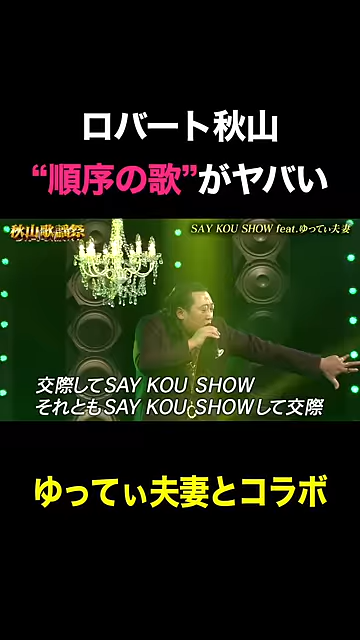 ロバート秋山
“順序の歌”がヤバい
秋山歌謡祭
SAY KOU SHOW feat.ゆってぃ夫妻
交際してSAY KOU SHOW
それともSAY KOU SHOWして交際
ゆってぃ夫妻とコラボ